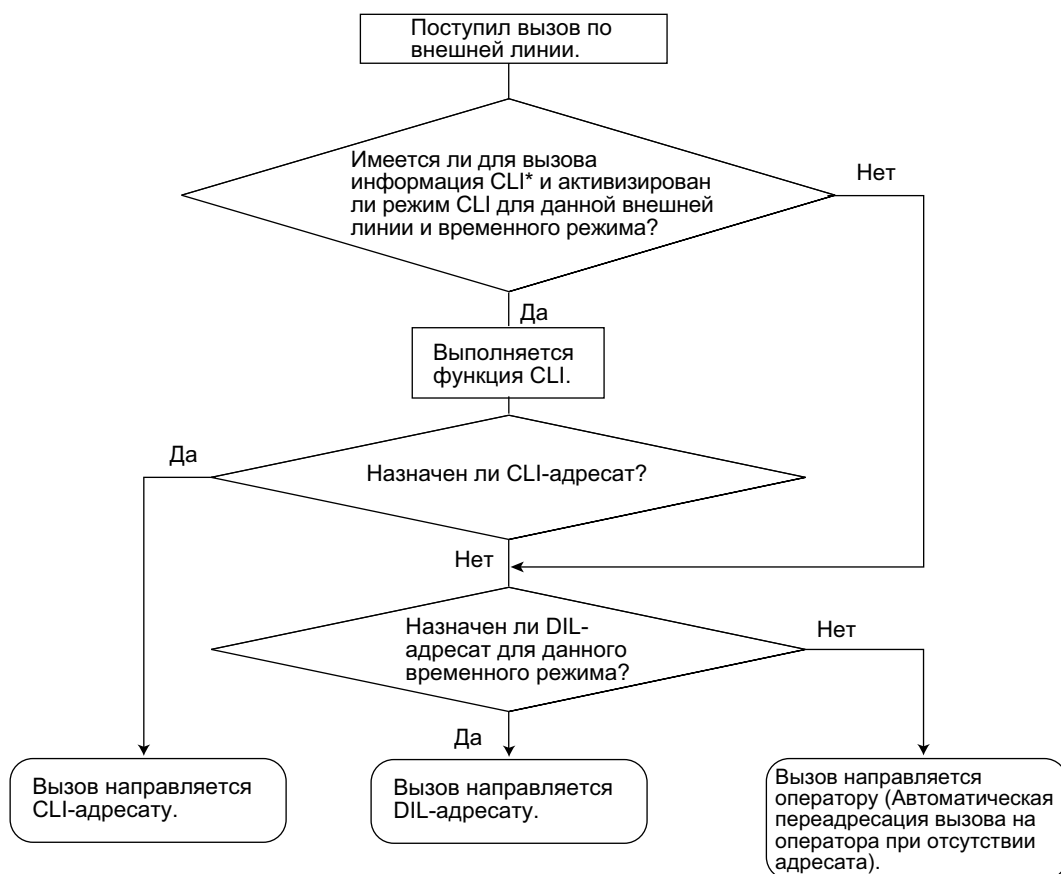 Поступил вызов по
внешней линии.
Имеется ли для вызова
информация CLI* и активизирован
ли режим CLI для данной внешней
линии и временного режима?
Нет
Да
Выполняется
функция CLI.
Да
Назначен ли CLI-адресат?
Нет
Назначен ли DIL-
адресат для данного
временного режима?
Нет
Да
Вызов направляется
CLI-адресату.
Вызов направляется
DIL-адресату.
Вызов направляется
оператору (Автоматическая
переадресация вызова на
оператора при отсутствии
адресата).